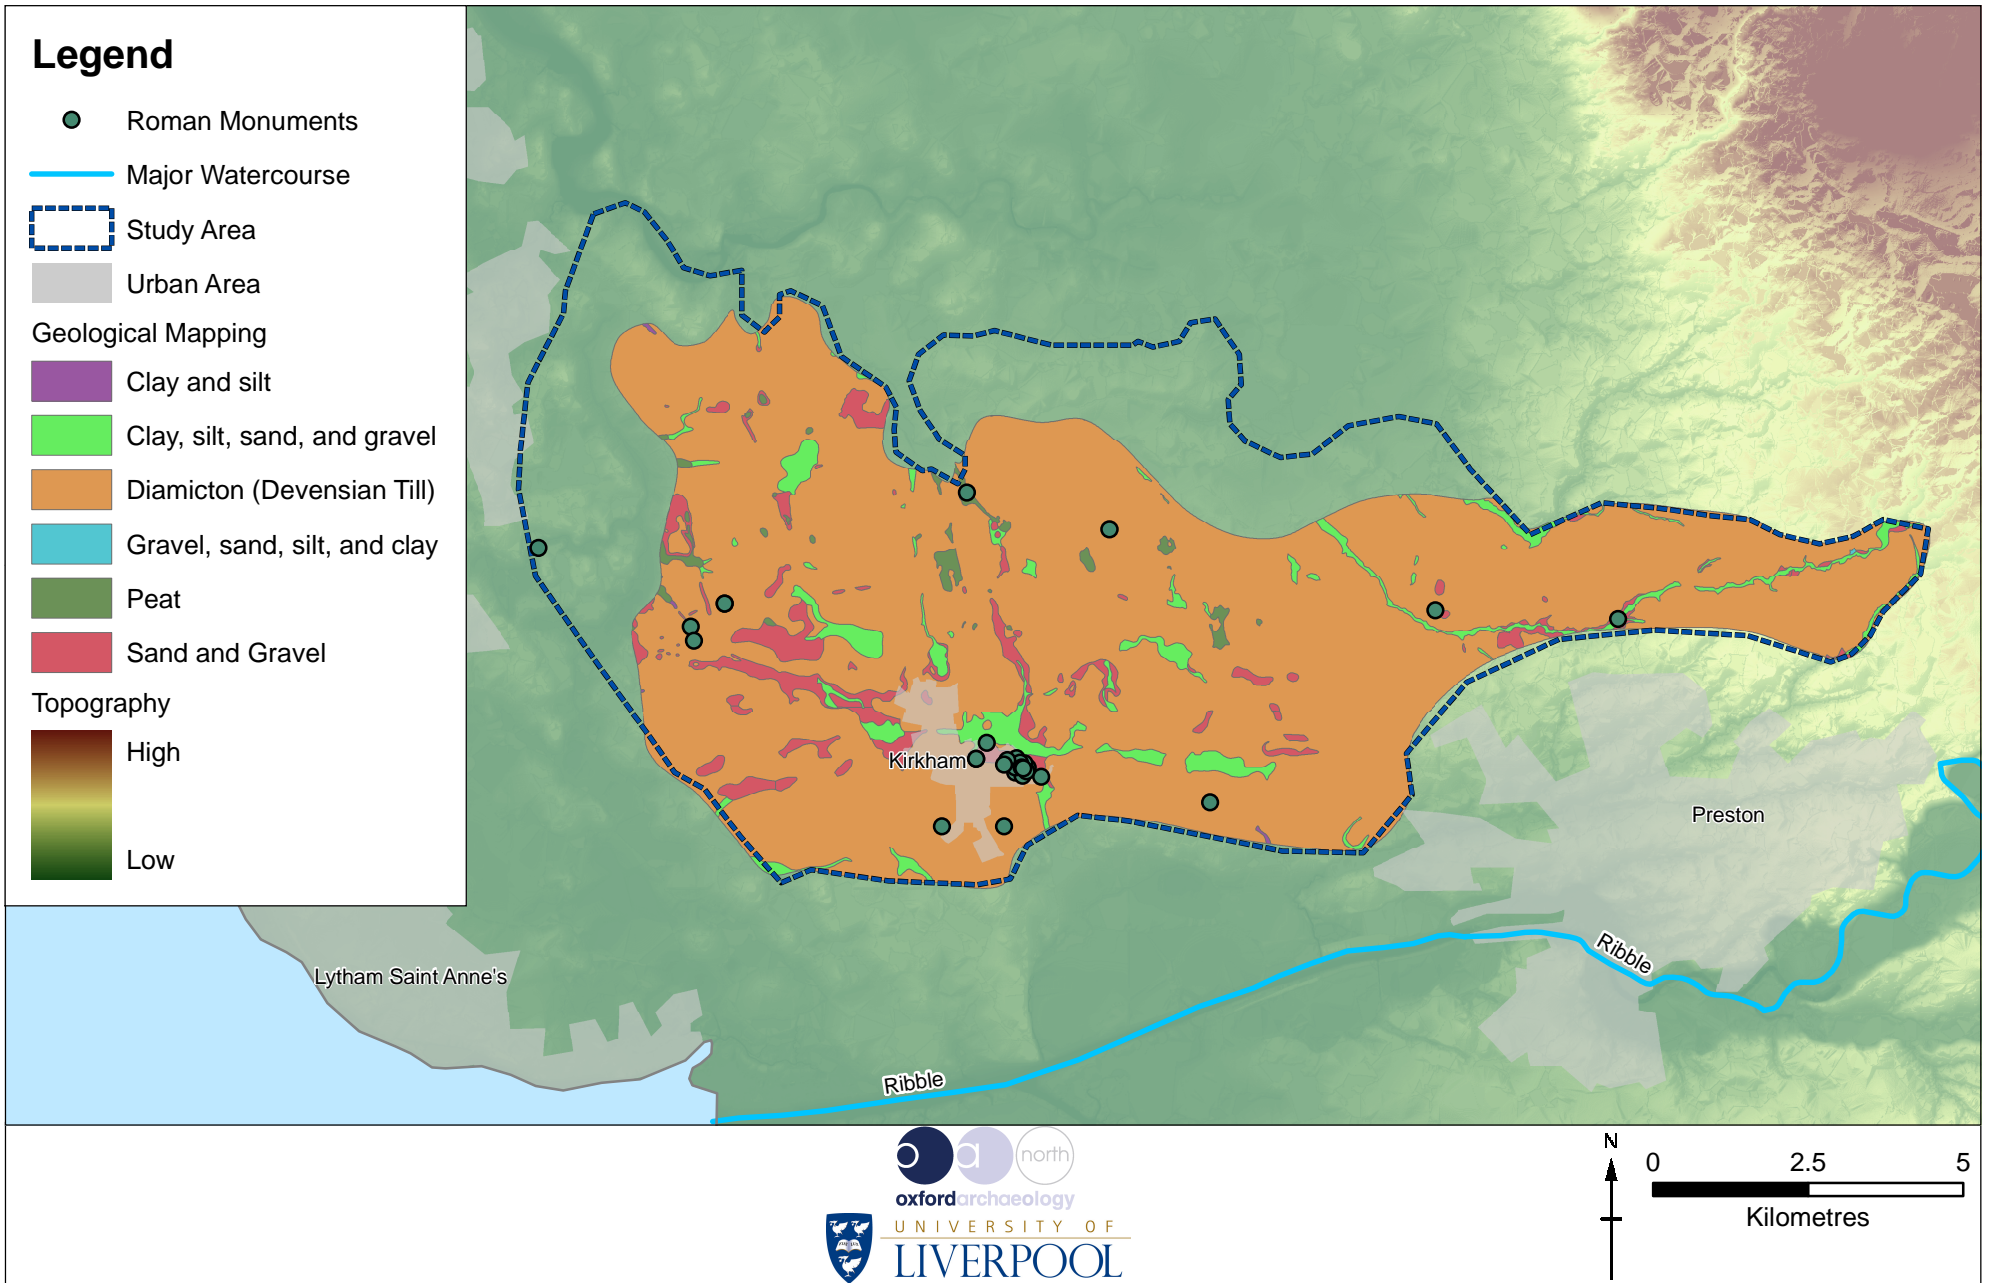 Legend
Roman Monuments
Major Watercourse
Study Area
Urban Area
Geological Mapping
Clay and silt
Clay, silt, sand, and gravel
Diamicton (Devensian Till)
Gravel, sand, silt, and clay
Peat
Sand and Gravel
Topography
High
Low
Kirkham
Preston
Ribble
Lytham Saint Anne's
Ribble
oa north
oxfordarchaeology
UNIVERSITY OF
LIVERPOOL
N
0 2.5 5
Kilometres